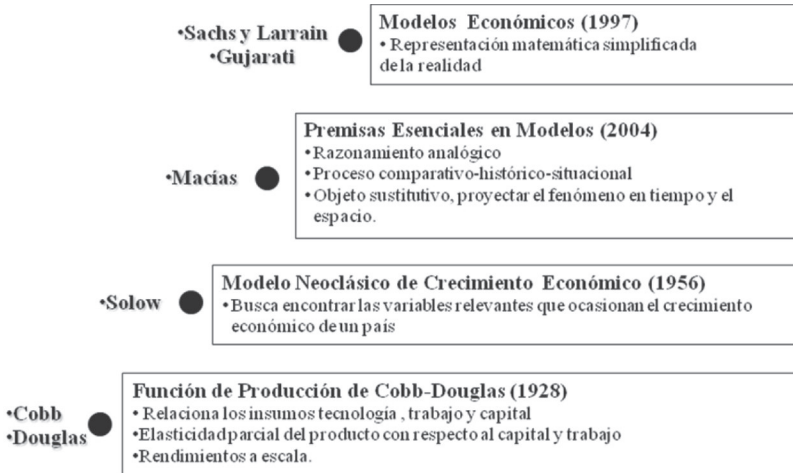 •Sachs y Larrain
•Gujarati
Modelos Económicos (1997)
• Representación matemática simplificada
de la realidad
•Macías
Premisas Esenciales en Modelos (2004)
•Razonamiento analógico
•Proceso comparativo-histórico-situacional
•Objeto sustitutivo, proyectar el fenómeno en tiempo y el
espacio.
•Solow
Modelo Neoclásico de Crecimiento Económico (1956)
•Busca encontrar las variables relevantes que ocasionan el crecimiento
económico de un país
•Cobb
•Douglas
Función de Producción de Cobb-Douglas (1928)
• Relaciona los insumos tecnología , trabajo y capital
•Elasticidad parcial del producto con respecto al capital y trabajo
•Rendimientos a escala.